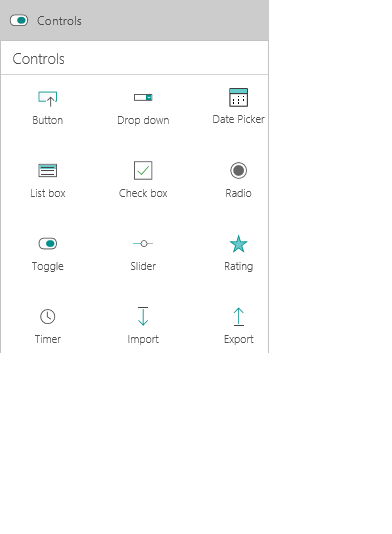 Controls
Controls
Button Drop down Date Picker
List box Check box Radio
Toggle Slider Rating
Timer Import Export